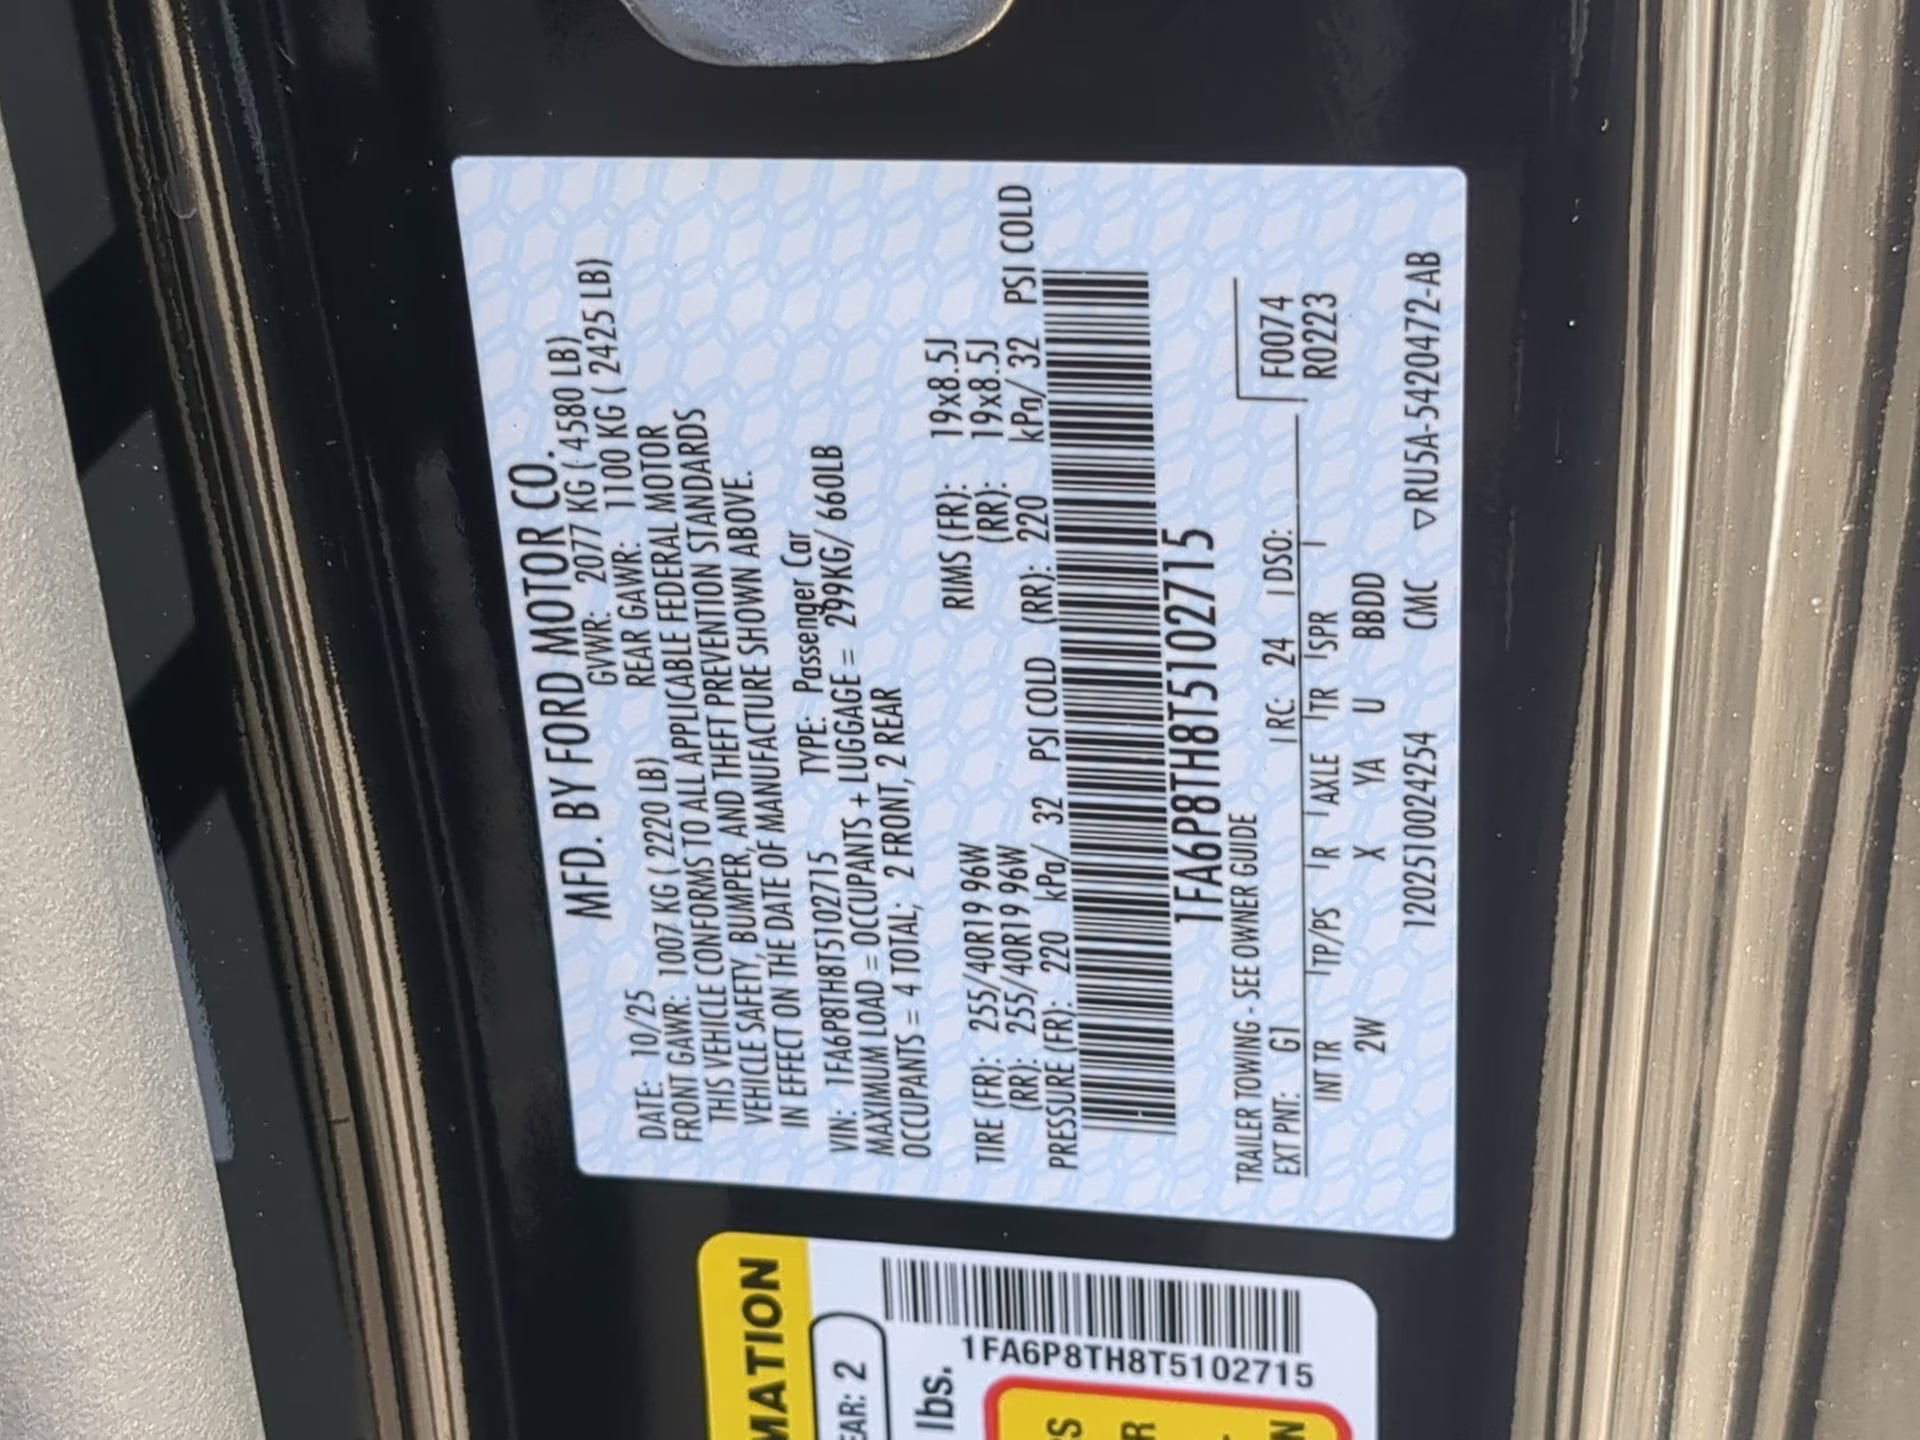 MFD. BY FORD MOTOR CO.
DATE: 10/25 GVWR: 2077 KG ( 4580 LB)
FRONT GAWR: 1007 KG ( 2220 LB) REAR GAWR: 1100 KG ( 2425 LB)
THIS VEHICLE CONFORMS TO ALL APPLICABLE FEDERAL MOTOR
VEHICLE SAFETY, BUMPER, AND THEFT PREVENTION STANDARDS
IN EFFECT ON THE DATE OF MANUFACTURE SHOWN ABOVE.
VIN: 1FA6P8TH8T5102715 TYPE: Passenger Car
MAXIMUM LOAD = OCCUPANTS + LUGGAGE = 299KG/ 660LB
OCCUPANTS = 4 TOTAL; 2 FRONT, 2 REAR
TIRE (FR): 255/40R19 96W RIMS (FR): 19x8.5J
(RR): 255/40R19 96W (RR): 19x8.5J
PRESSURE (FR): 220 kPa/ 32 PSI COLD (RR): 220 kPa/ 32 PSI COLD
1FA6P8TH8T5102715
TRAILER TOWING - SEE OWNER GUIDE
EXT PNT: G1 RC: 24 DSO: F0074
INT TR TP/PS R AXLE TR SPR R0223
2W X X U BBDD
YA
1202510024254 CMC ▽RU5A-5420472-AB
MATION
EAR: 2
lbs.
1FA6P8TH8T5102715
S
R
N